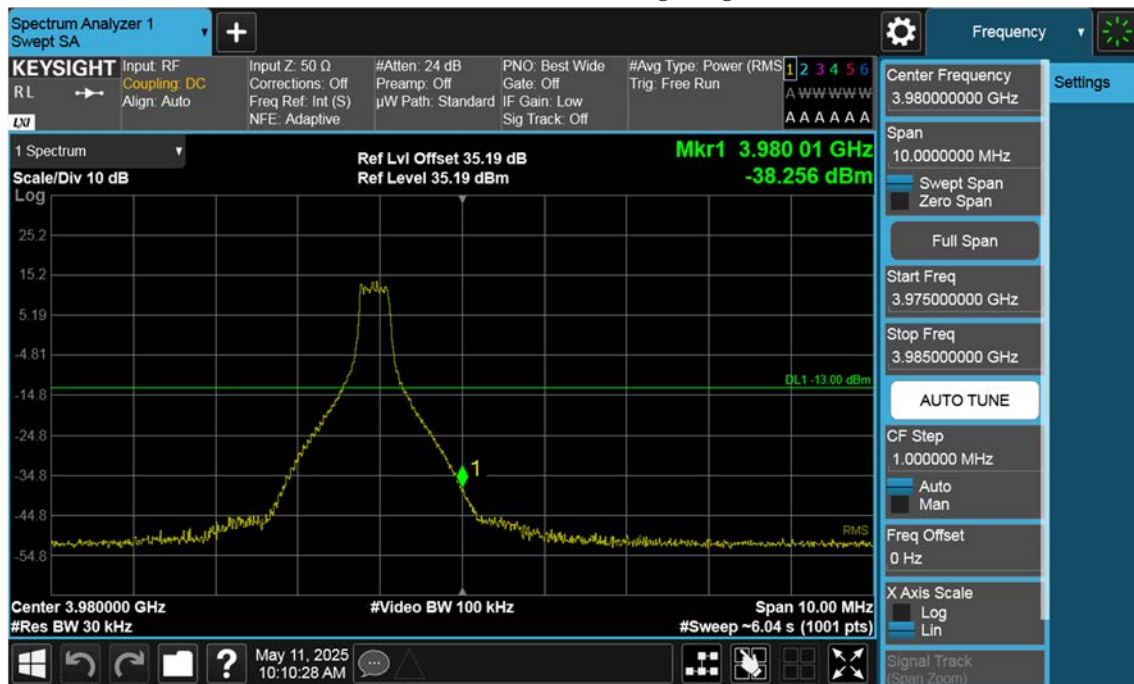 Spectrum Analyzer 1
Swept SA
+
Frequency
KEYSIGHT
RL
LXI
Input: RF
Coupling: DC
Align: Auto
Input Z: 50 Ω
Corrections: Off
Freq Ref: Int (S)
NFE: Adaptive
#Atten: 24 dB
Preamp: Off
µW Path: Standard
PNO: Best Wide
Gate: Off
IF Gain: Low
Sig Track: Off
#Avg Type: Power (RMS
Trig: Free Run
1 2 3 4 5 6
A W W W W W
A A A A A A
1 Spectrum
Scale/Div 10 dB
Ref Lvl Offset 35.19 dB
Ref Level 35.19 dBm
Mkr1 3.980 01 GHz
-38.256 dBm
Log
25.2
15.2
5.19
-4.81
-14.8
-24.8
-34.8
-44.8
-54.8
DL1 -13.00 dBm
1
RMS
Center 3.980000 GHz
#Res BW 30 kHz
#Video BW 100 kHz
Span 10.00 MHz
#Sweep ~6.04 s (1001 pts)
?
May 11, 2025
10:10:28 AM
Center Frequency
3.980000000 GHz
Span
10.0000000 MHz
Swept Span
Zero Span
Full Span
Start Freq
3.975000000 GHz
Stop Freq
3.985000000 GHz
AUTO TUNE
CF Step
1.000000 MHz
Auto
Man
Freq Offset
0 Hz
X Axis Scale
Log
Lin
Signal Track
(Span Zoom)
Settings